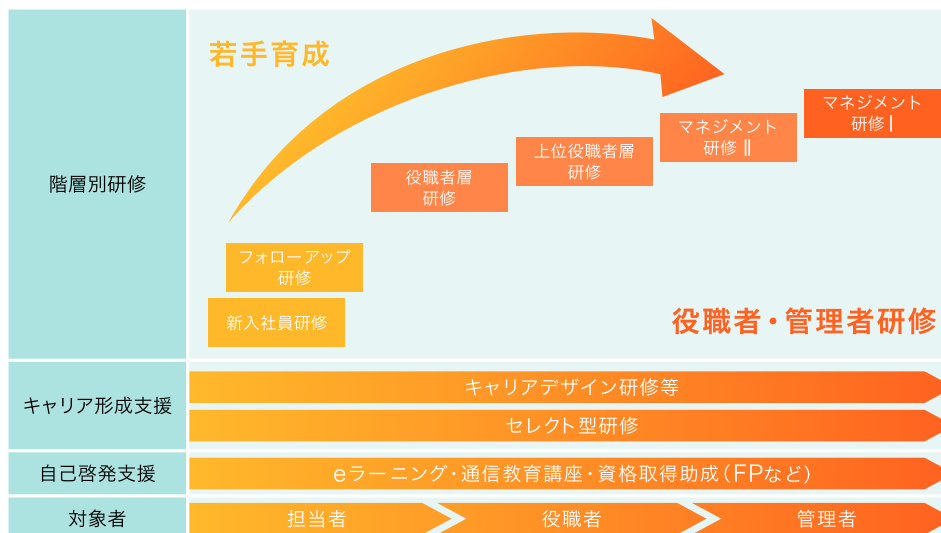 階層別研修
若手育成
マネジメント
研修Ⅰ
マネジメント
研修Ⅱ
上位役職者層
研修
役職者層
研修
フォローアップ
研修
新入社員研修
役職者・管理者研修
キャリア形成支援
キャリアデザイン研修等
セレクト型研修
自己啓発支援
eラーニング・通信教育講座・資格取得助成（FPなど）
対象者
担当者
役職者
管理者